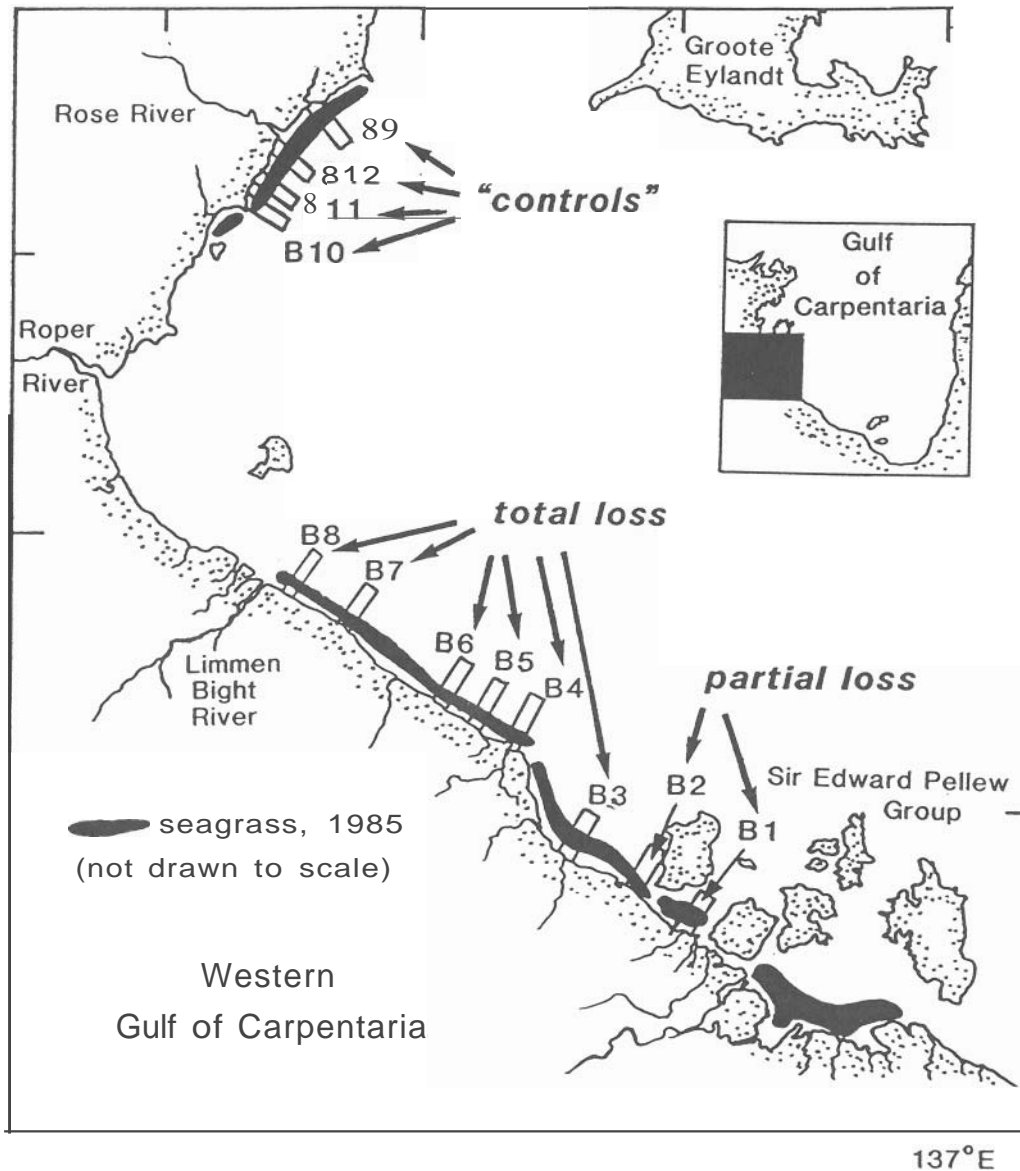 Groote
Eylandt
Rose River
89
812
8 11
B10
"controls"
Gulf
of
Carpentaria
Roper
River
total loss
B8
B7
B6
B5
B4
Limmen
Bight
River
partial loss
B3
B2
B1
Sir Edward Pellew
Group
seagrass, 1985
(not drawn to scale)
Western
Gulf of Carpentaria
137°E